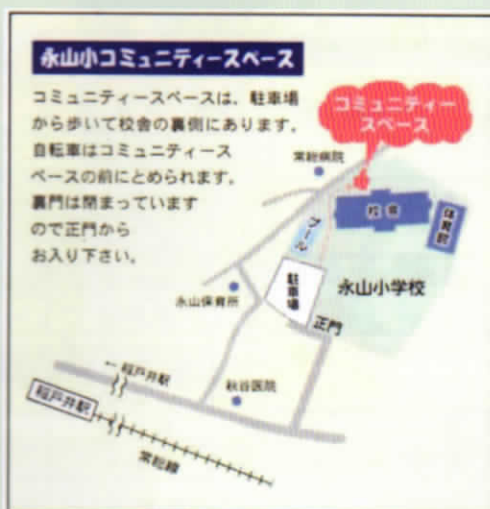 永山小コミュニティースペース
コミュニティースペースは、駐車場
から歩いて校舎の裏側にあります。
自転車はコミュニティース
ペースの前にとめられます。
裏門は閉まっています
ので正門から
お入り下さい。
コミュニティー
スペース
常総病院
プール
校舎
体育館
駐車場
永山小学校
永山保育所
正門
← 稲戸井駅
秋谷医院
稲戸井駅
常総線